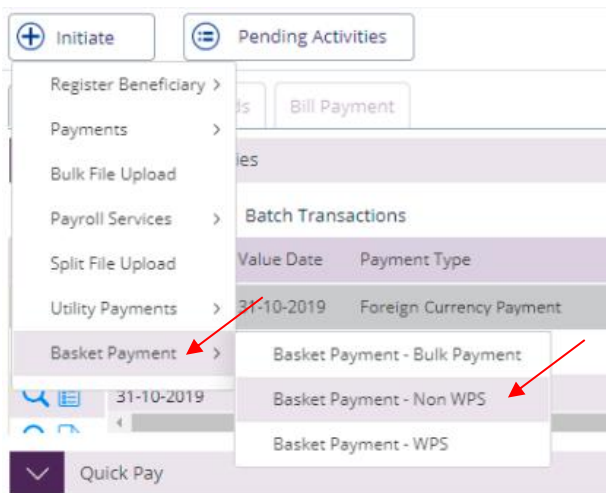 Initiate
Pending Activities
Register Beneficiary >
ds Bill Payment
Payments >
ies
Bulk File Upload
Payroll Services >
Batch Transactions
Split File Upload
Value Date Payment Type
Utility Payments >
31-10-2019 Foreign Currency Payment
Basket Payment >
Basket Payment - Bulk Payment
31-10-2019
Basket Payment - Non WPS
Basket Payment - WPS
Quick Pay